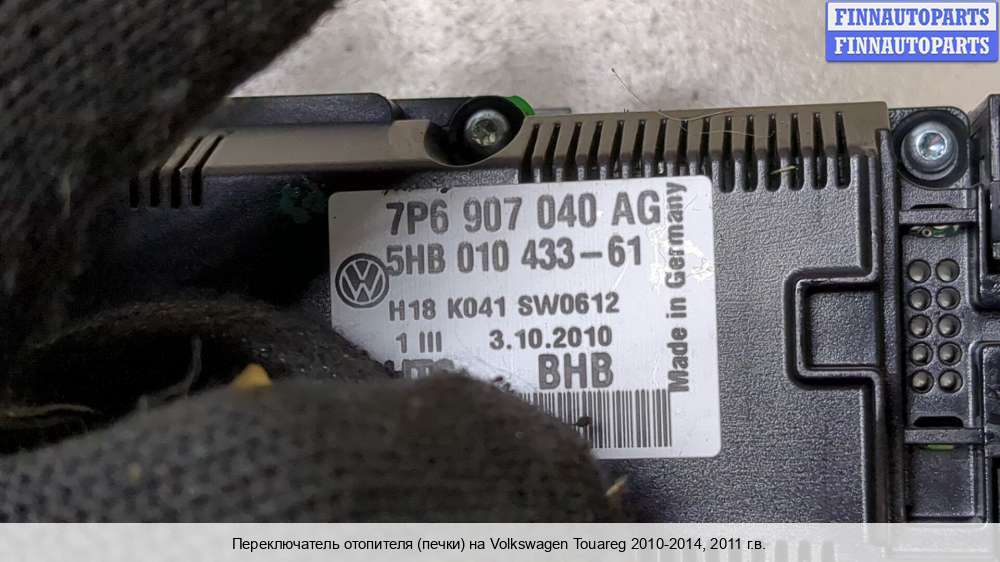 FINNAUTOPARTS
FINNAUTOPARTS
7P6 907 040 AG
5HB 010 433-61
H18 K041 SW0612
1 III 3.10.2010
BHB
Made in Germany
Переключатель отопителя (печки) на Volkswagen Touareg 2010-2014, 2011 г.в.